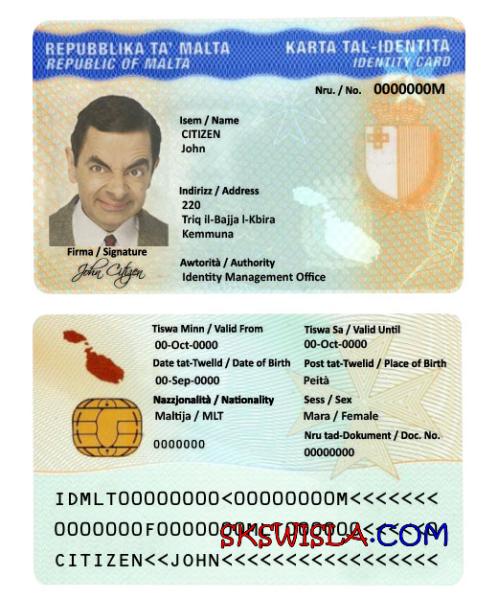 REPUBBLIKA TA' MALTA
REPUBLIC OF MALTA
KARTA TAL-IDENTITÀ
IDENTITY CARD
Nru. / No. 0000000M
Isem / Name
CITIZEN
John
Indirizz / Address
220
Triq il-Bajja l-Kbira
Kemmuna
Firma / Signature
John Citizen
Awtorità / Authority
Identity Management Office
Tiswa Minn / Valid From
00-Oct-0000
Tiswa Sa / Valid Until
00-Oct-0000
Date tat-Twelid / Date of Birth
00-Sep-0000
Post tat-Twelid / Place of Birth
Peità
Nazzjonalità / Nationality
Maltija / MLT
Sess / Sex
Mara / Female
0000000
Nru tad-Dokument / Doc. No.
00000000
IDMLT00000000<00000000M<<<<<<<
SKSWISLA.COM
CITIZEN<<JOHN<<<<<<<<<<<<<<<<<